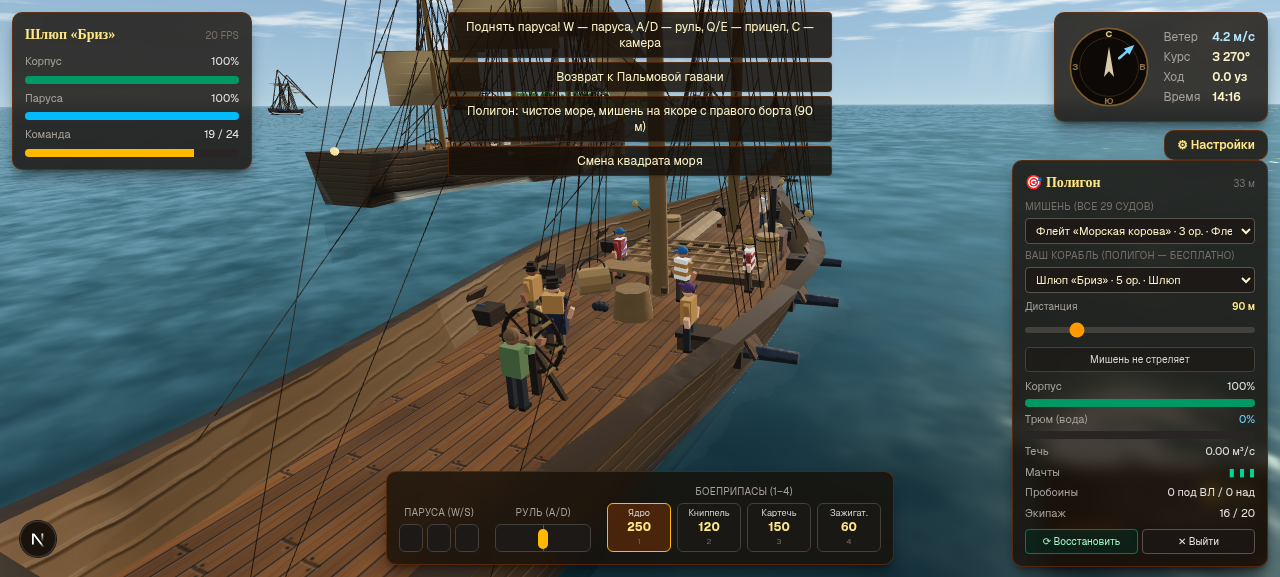 Шлюп «Бриз» 20 FPS
Корпус 100%
Паруса 100%
Команда 19 / 24
Поднять паруса! W — паруса, A/D — руль, Q/E — прицел, C —
камера
Возврат к Пальмовой гавани
Полигон: чистое море, мишень на якоре с правого борта (90
м)
Смена квадрата моря
С
З
В
Ю
Ветер 4.2 м/с
Курс З 270°
Ход 0.0 уз
Время 14:16
⚙ Настройки
🎯 Полигон 33 м
МИШЕНЬ (ВСЕ 29 СУДОВ)
Флейт «Морская корова» · 3 ор. · Фле
ВАШ КОРАБЛЬ (ПОЛИГОН — БЕСПЛАТНО)
Шлюп «Бриз» · 5 ор. · Шлюп
Дистанция 90 м
Мишень не стреляет
Корпус 100%
Трюм (вода) 0%
Течь 0.00 м³/с
Мачты
Пробоины 0 под ВЛ / 0 над
Экипаж 16 / 20
⟳ Восстановить ✕ Выйти
ПАРУСА (W/S)
РУЛЬ (A/D)
БОЕПРИПАСЫ (1–4)
Ядро
250
1
Книппель
120
2
Картечь
150
3
Зажигат.
60
4
N